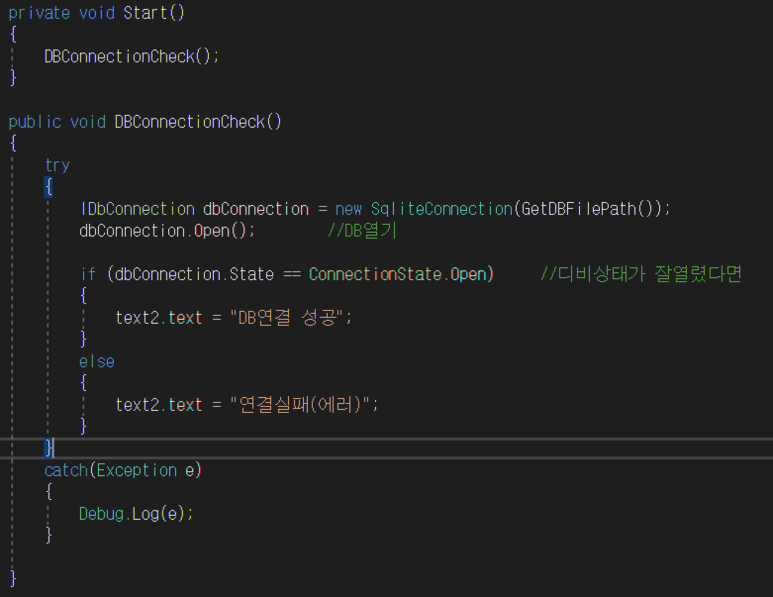 private void Start()
{
    DBConnectionCheck();
}

public void DBConnectionCheck()
{
    try
    {
        IDbConnection dbConnection = new SqliteConnection(GetDBFilePath());
        dbConnection.Open();        //DB열기

        if (dbConnection.State == ConnectionState.Open)     //디비상태가 잘열렸다면
        {
            text2.text = "DB연결 성공";
        }
        else
        {
            text2.text = "연결실패(에러)";
        }
    }
    catch(Exception e)
    {
        Debug.Log(e);
    }

}